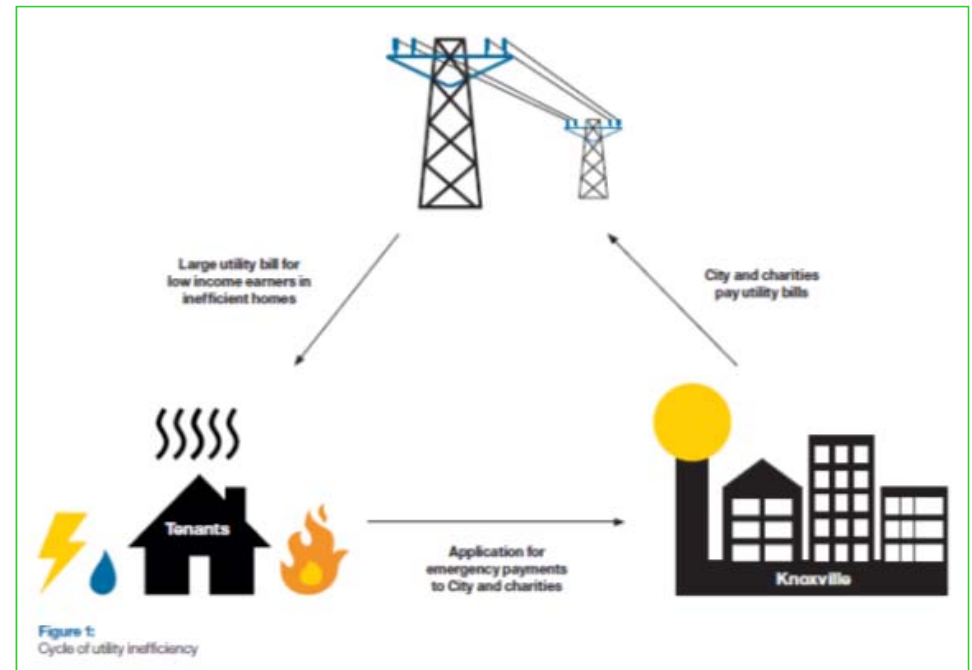 Large utility bill for
low income earners in
inefficient homes
City and charities
pay utility bills
Tenants
Application for
emergency payments
to City and charities
Knoxville
Figure 1:
Cycle of utility inefficiency